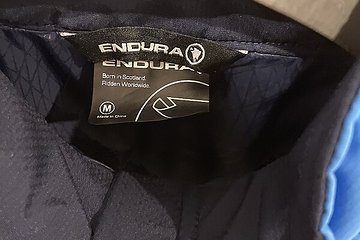 ENDURA
ENDURA
Born in Scotland.
Ridden Worldwide.
M
Made in China